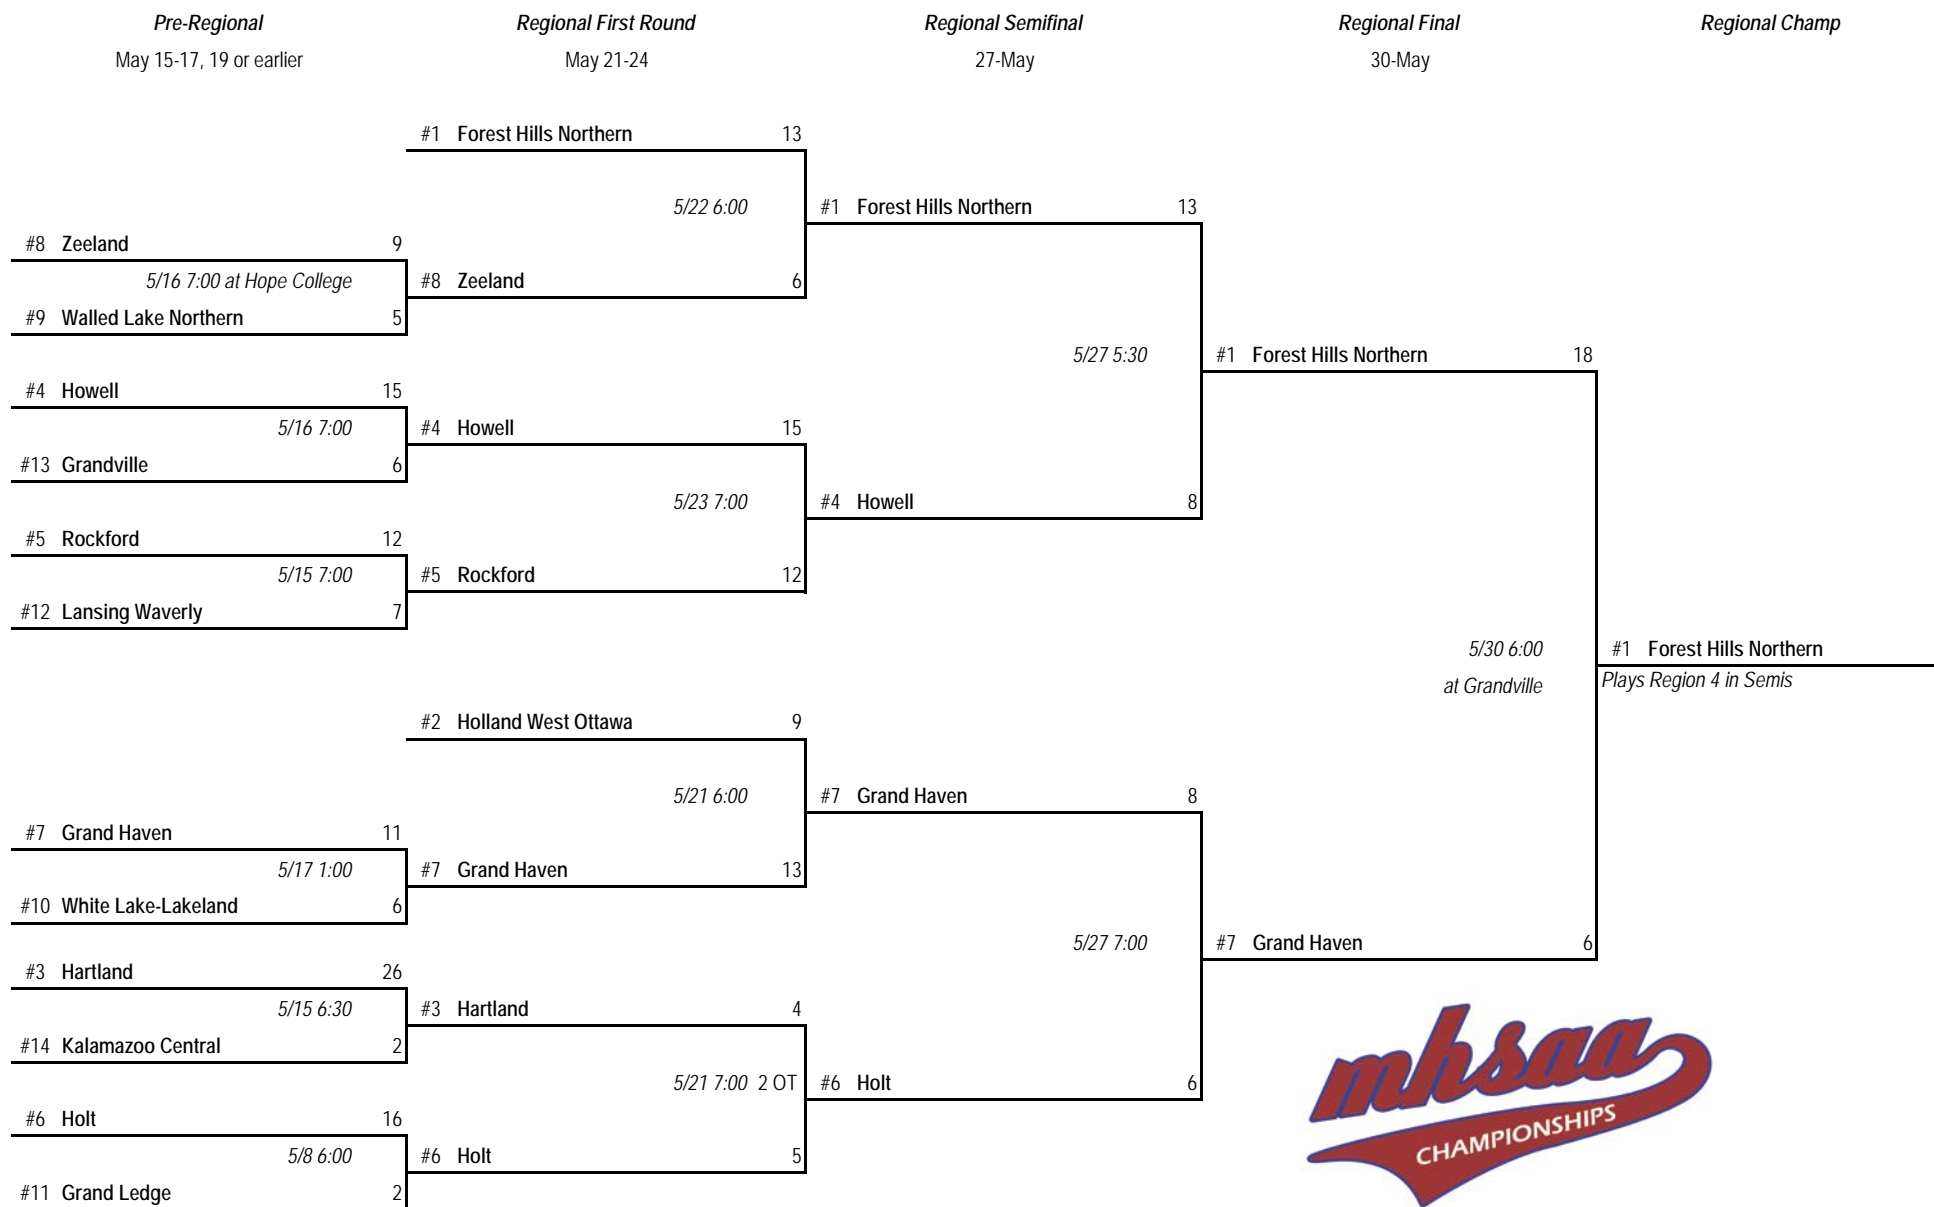 Pre-Regional Regional First Round Regional Semifinal Regional Final Regional Champ
May 15-17, 19 or earlier May 21-24 27-May 30-May
#1 Forest Hills Northern 13
5/22 6:00 #1 Forest Hills Northern 13
#8 Zeeland 9
5/16 7:00 at Hope College #8 Zeeland 6
#9 Walled Lake Northern 5
5/27 5:30 #1 Forest Hills Northern 18
#4 Howell 15
5/16 7:00 #4 Howell 15
#13 Grandville 6
5/23 7:00 #4 Howell 8
#5 Rockford 12
5/15 7:00 #5 Rockford 12
#12 Lansing Waverly 7
5/30 6:00 #1 Forest Hills Northern
at Grandville Plays Region 4 in Semis
#2 Holland West Ottawa 9
5/21 6:00 #7 Grand Haven 8
#7 Grand Haven 11
5/17 1:00 #7 Grand Haven 13
#10 White Lake-Lakeland 6
5/27 7:00 #7 Grand Haven 6
#3 Hartland 26
5/15 6:30 #3 Hartland 4
#14 Kalamazoo Central 2
5/21 7:00 2 OT #6 Holt 6
#6 Holt 16
5/8 6:00 #6 Holt 5
#11 Grand Ledge 2
mhsaa
CHAMPIONSHIPS